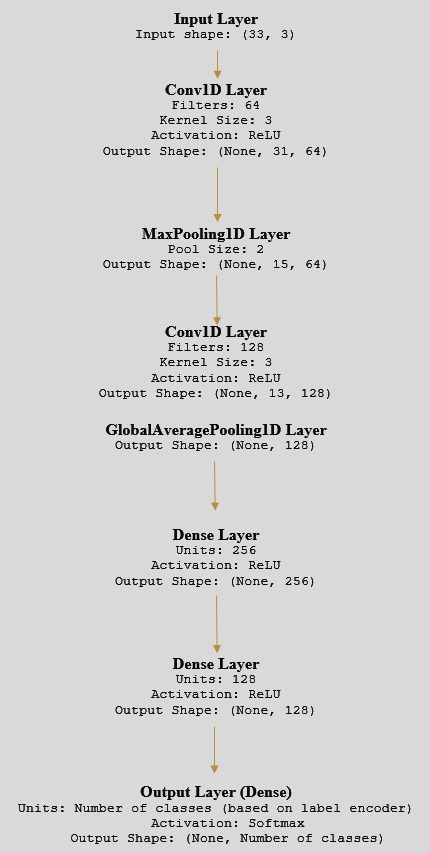 Input Layer
Input shape: (33, 3)
Conv1D Layer
Filters: 64
Kernel Size: 3
Activation: ReLU
Output Shape: (None, 31, 64)
MaxPooling1D Layer
Pool Size: 2
Output Shape: (None, 15, 64)
Conv1D Layer
Filters: 128
Kernel Size: 3
Activation: ReLU
Output Shape: (None, 13, 128)
GlobalAveragePooling1D Layer
Output Shape: (None, 128)
Dense Layer
Units: 256
Activation: ReLU
Output Shape: (None, 256)
Dense Layer
Units: 128
Activation: ReLU
Output Shape: (None, 128)
Output Layer (Dense)
Units: Number of classes (based on label encoder)
Activation: Softmax
Output Shape: (None, Number of classes)